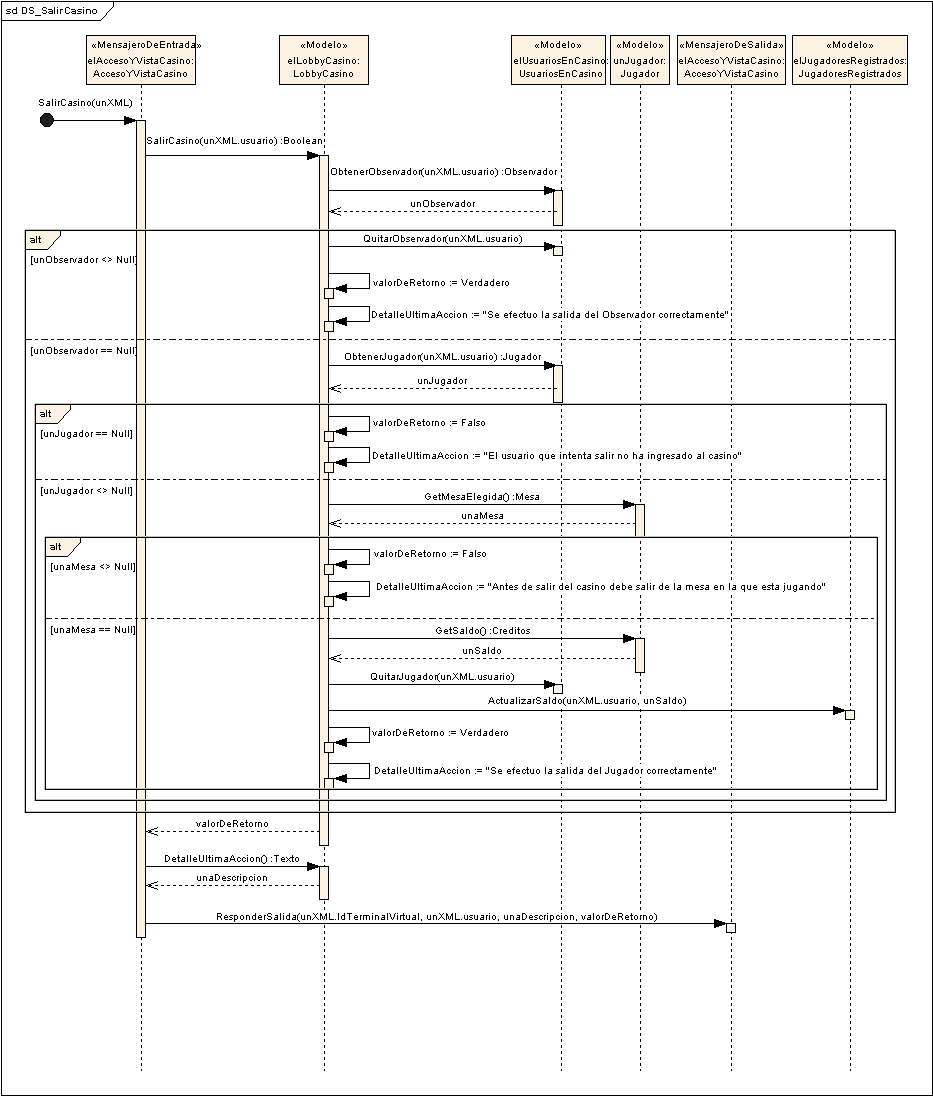 sd DS_SalirCasino
«MensajeroDeEntrada»
elAccesoYVistaCasino:
AccesoYVistaCasino
«Modelo»
elLobbyCasino:
LobbyCasino
«Modelo»
elUsuariosEnCasino:
UsuariosEnCasino
«Modelo»
unJugador:
Jugador
«MensajeroDeSalida»
elAccesoYVistaCasino:
AccesoYVistaCasino
«Modelo»
elJugadoresRegistrados:
JugadoresRegistrados
SalirCasino(unXML)
SalirCasino(unXML.usuario) :Boolean
ObtenerObservador(unXML.usuario) :Observador
unObservador
alt
QuitarObservador(unXML.usuario)
[unObservador <> Null]
valorDeRetorno := Verdadero
DetalleUltimaAccion := "Se efectuo la salida del Observador correctamente"
[unObservador == Null]
ObtenerJugador(unXML.usuario) :Jugador
unJugador
alt
valorDeRetorno := Falso
[unJugador == Null]
DetalleUltimaAccion := "El usuario que intenta salir no ha ingresado al casino"
[unJugador <> Null]
GetMesaElegida() :Mesa
unaMesa
alt
valorDeRetorno := Falso
[unaMesa <> Null]
DetalleUltimaAccion := "Antes de salir del casino debe salir de la mesa en la que esta jugando"
[unaMesa == Null]
GetSaldo() :Creditos
unSaldo
QuitarJugador(unXML.usuario)
ActualizarSaldo(unXML.usuario, unSaldo)
valorDeRetorno := Verdadero
DetalleUltimaAccion := "Se efectuo la salida del Jugador correctamente"
valorDeRetorno
DetalleUltimaAccion() :Texto
unaDescripcion
ResponderSalida(unXML.IdTerminalVirtual, unXML.usuario, unaDescripcion, valorDeRetorno)